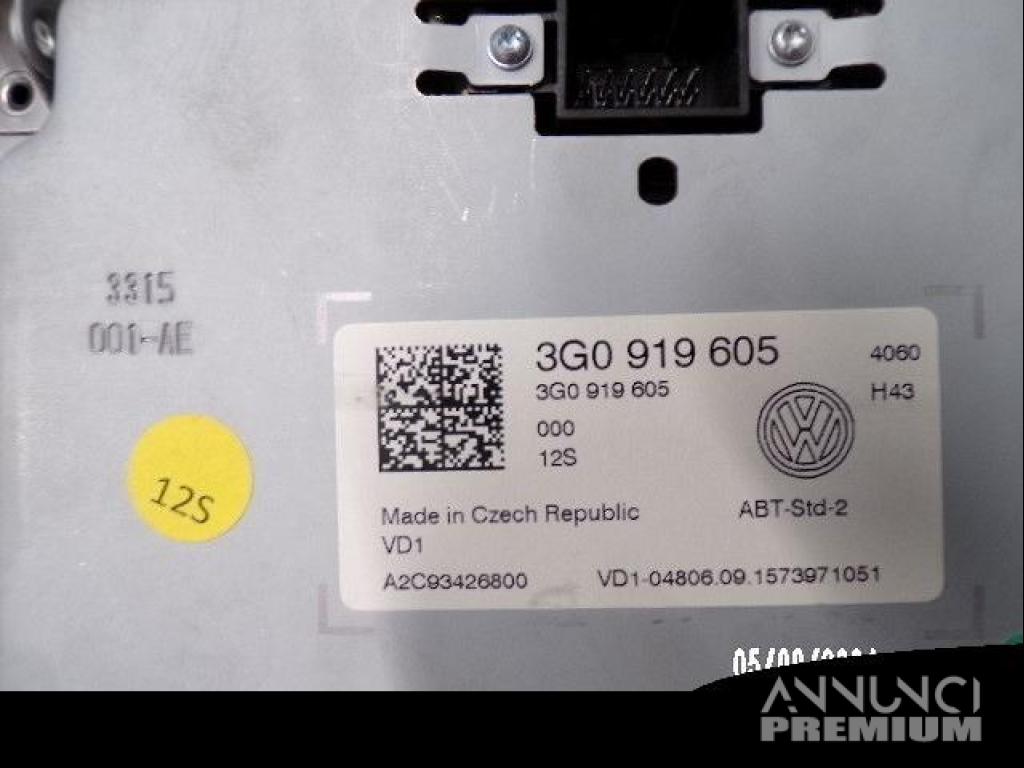 3315
001-AE
12S
3G0 919 605
4060
3G0 919 605
H43
000
12S
Made in Czech Republic
ABT-Std-2
VD1
A2C93426800
VD1-04806.09.1573971051
ANNUNCI
PREMIUM